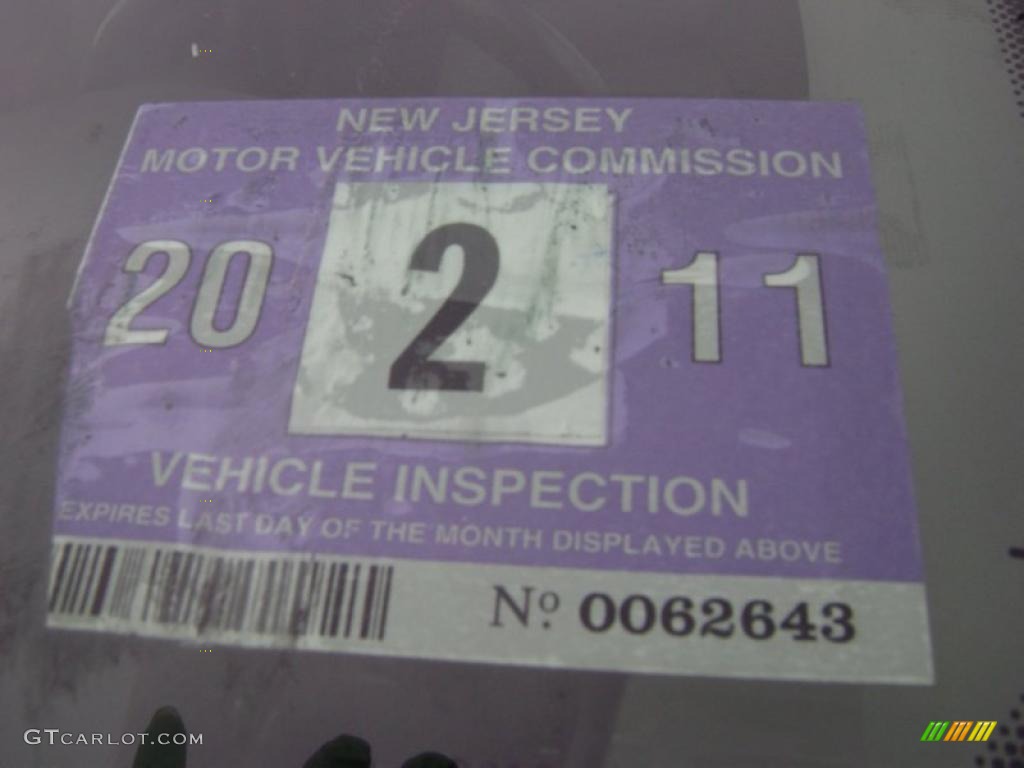 NEW JERSEY
MOTOR VEHICLE COMMISSION
20 2 11
VEHICLE INSPECTION
EXPIRES LAST DAY OF THE MONTH DISPLAYED ABOVE
Nº. 0062643
GTCARLOT.COM